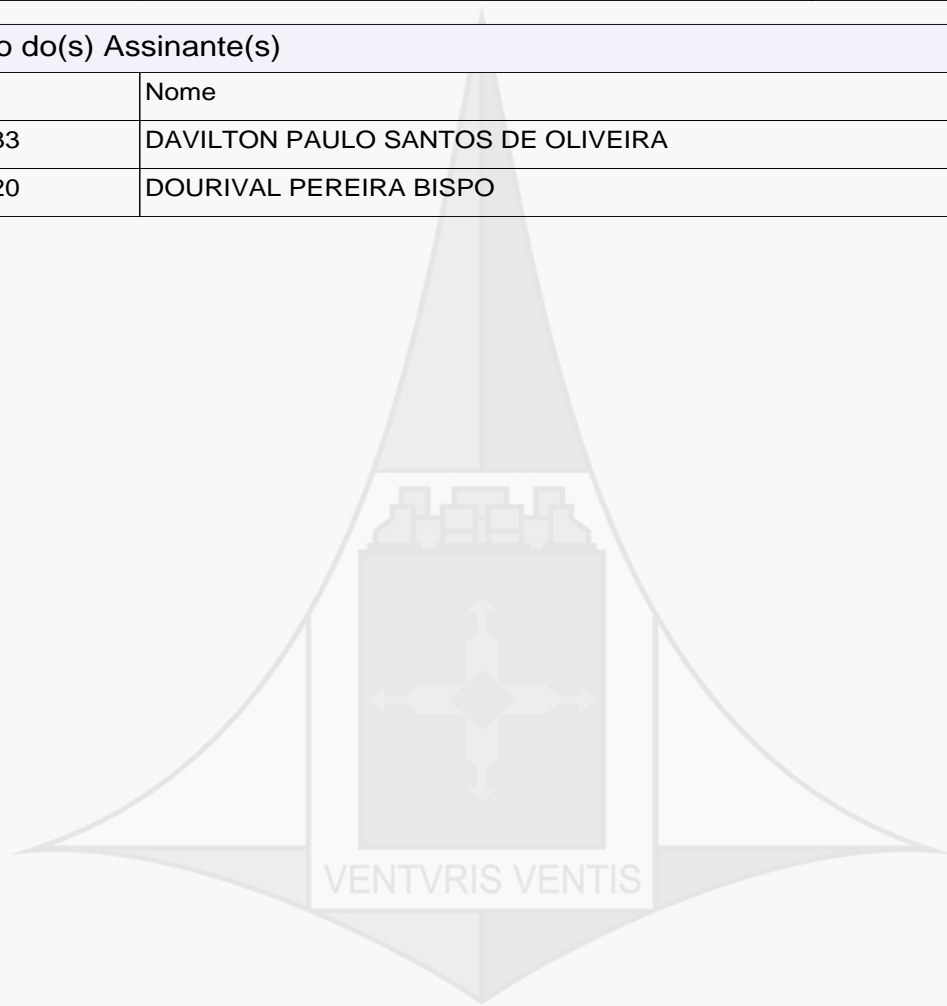 o do(s) Assinante(s)
Nome
33 DAVILTON PAULO SANTOS DE OLIVEIRA
20 DOURIVAL PEREIRA BISPO
VENTVRIS VENTIS